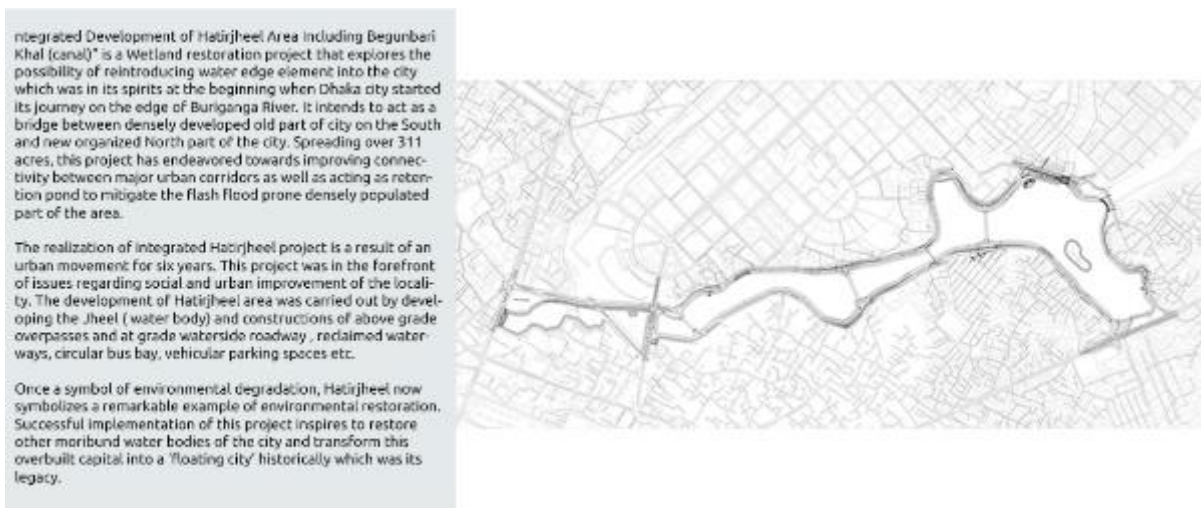 ntegrated Development of Hatirjheel Area Including Begunbari
Khal (canal)" is a Wetland restoration project that explores the
possibility of reintroducing water edge element into the city
which was in its spirits at the beginning when Dhaka city started
its journey on the edge of Buriganga River. It intends to act as a
bridge between densely developed old part of city on the South
and new organized North part of the city. Spreading over 311
acres, this project has endeavored towards improving connec-
tivity between major urban corridors as well as acting as reten-
tion pond to mitigate the flash flood prone densely populated
part of the area.
The realization of integrated Hatirjheel project is a result of an
urban movement for six years. This project was in the forefront
of issues regarding social and urban improvement of the locali-
ty. The development of Hatirjheel area was carried out by devel-
oping the Jheel ( water body) and constructions of above grade
overpasses and at grade waterside roadway , reclaimed water-
ways, circular bus bay, vehicular parking spaces etc.
Once a symbol of environmental degradation, Hatirjheel now
symbolizes a remarkable example of environmental restoration.
Successful implementation of this project inspires to restore
other moribund water bodies of the city and transform this
overbuilt capital into a 'floating city' historically which was its
legacy.